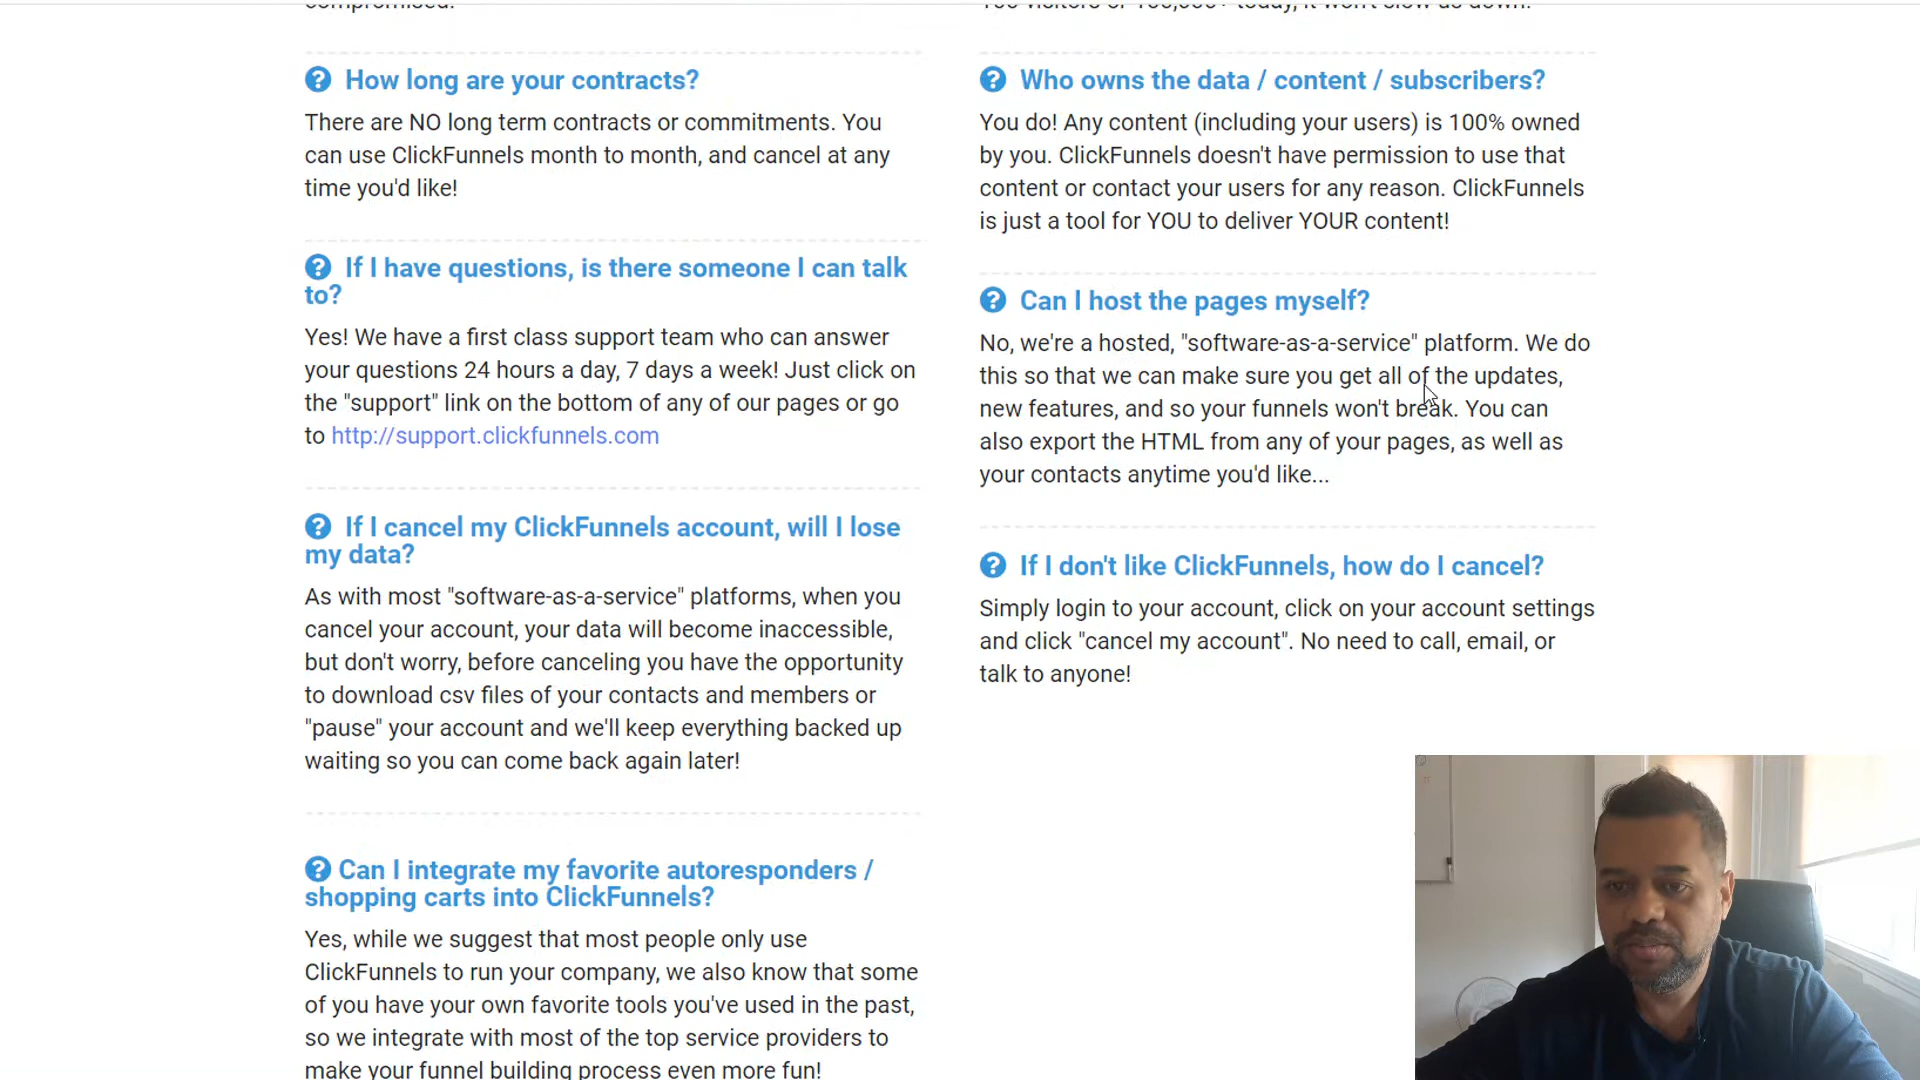 compromised!
How long are your contracts?
There are NO long term contracts or commitments. You
can use ClickFunnels month to month, and cancel at any
time you'd like!
If I have questions, is there someone I can talk
to?
Yes! We have a first class support team who can answer
your questions 24 hours a day, 7 days a week! Just click on
the "support" link on the bottom of any of our pages or go
to http://support.clickfunnels.com
If I cancel my ClickFunnels account, will I lose
my data?
As with most "software-as-a-service" platforms, when you
cancel your account, your data will become inaccessible,
but don't worry, before canceling you have the opportunity
to download csv files of your contacts and members or
"pause" your account and we'll keep everything backed up
waiting so you can come back again later!
Can I integrate my favorite autoresponders /
shopping carts into ClickFunnels?
Yes, while we suggest that most people only use
ClickFunnels to run your company, we also know that some
of you have your own favorite tools you've used in the past,
so we integrate with most of the top service providers to
make your funnel building process even more fun!
100 visitors or 100,000+ today, it won't slow us down!
Who owns the data / content / subscribers?
You do! Any content (including your users) is 100% owned
by you. ClickFunnels doesn't have permission to use that
content or contact your users for any reason. ClickFunnels
is just a tool for YOU to deliver YOUR content!
Can I host the pages myself?
No, we're a hosted, "software-as-a-service" platform. We do
this so that we can make sure you get all of the updates,
new features, and so your funnels won't break. You can
also export the HTML from any of your pages, as well as
your contacts anytime you'd like...
If I don't like ClickFunnels, how do I cancel?
Simply login to your account, click on your account settings
and click "cancel my account". No need to call, email, or
talk to anyone!